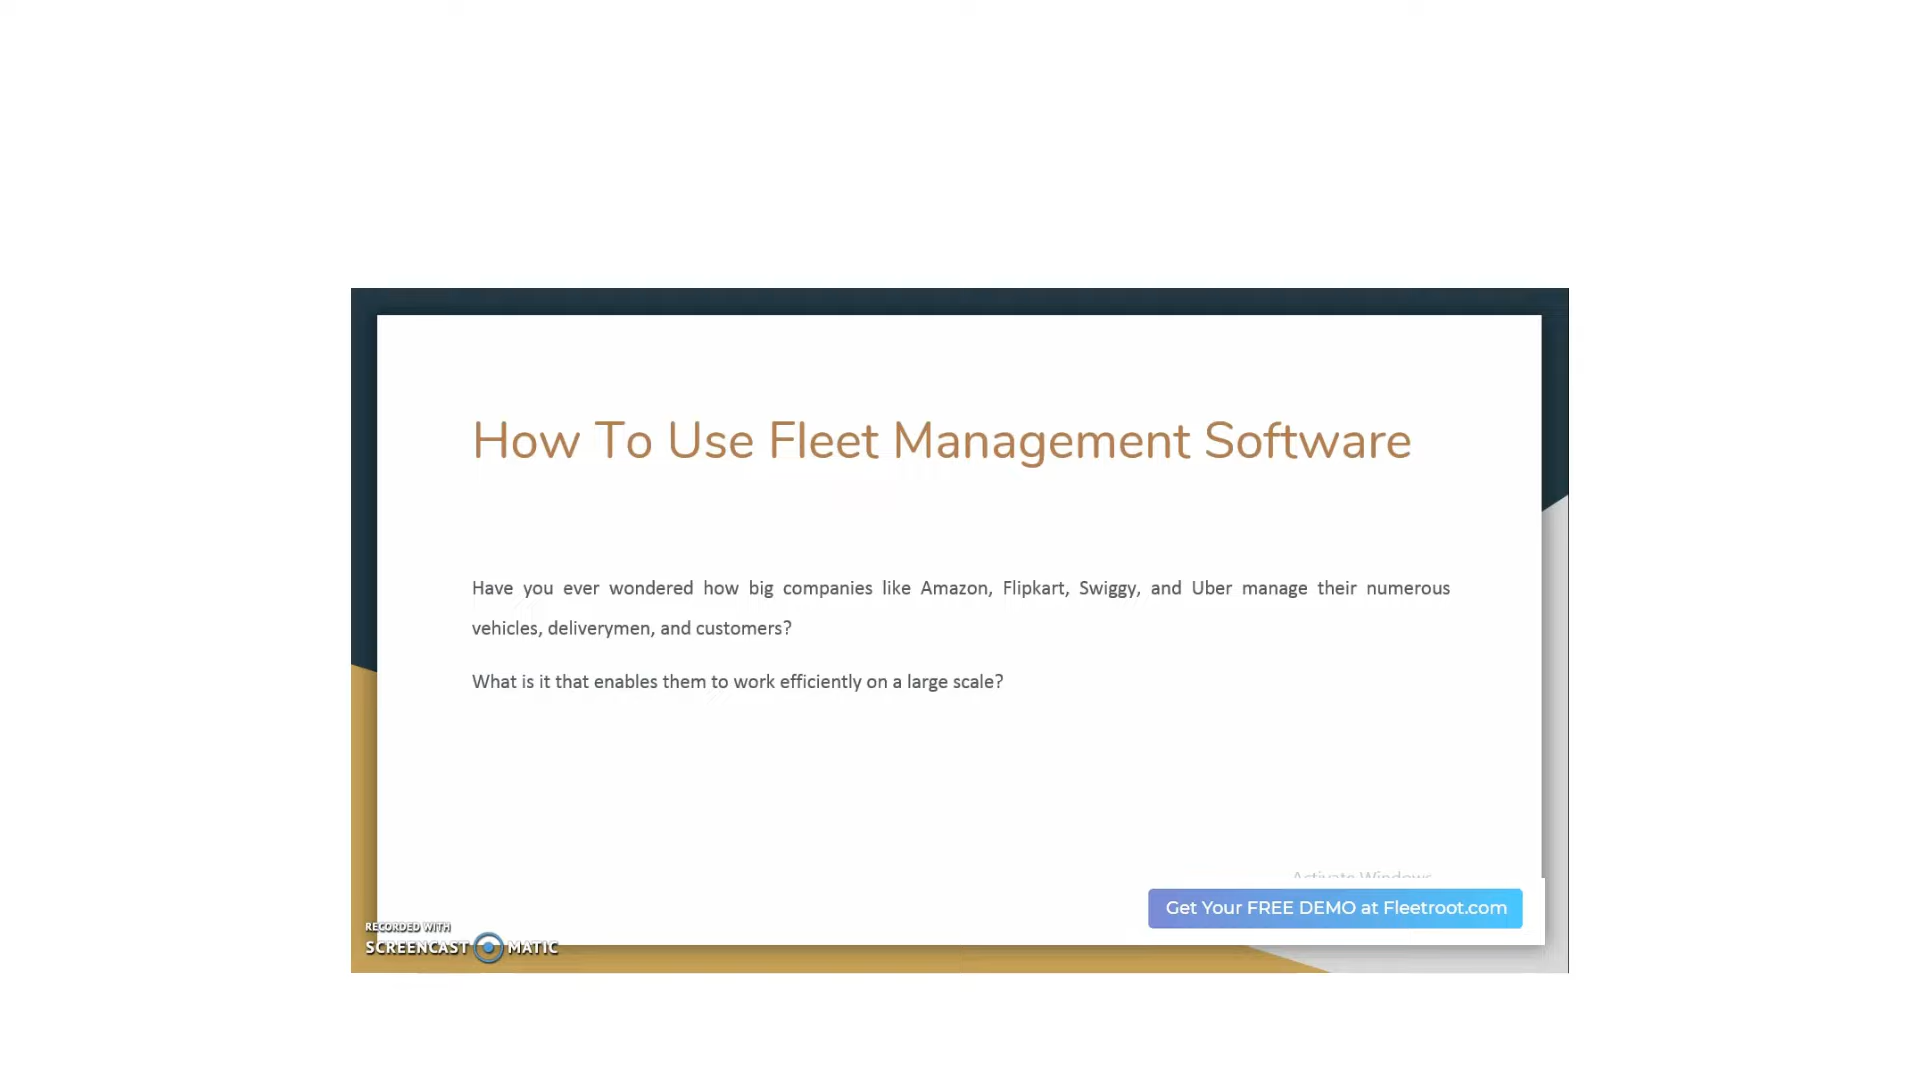 How To Use Fleet Management Software
Have you ever wondered how big companies like Amazon, Flipkart, Swiggy, and Uber manage their numerous
vehicles, deliverymen, and customers?
What is it that enables them to work efficiently on a large scale?
Activate Windows
Get Your FREE DEMO at Fleetroot.com
RECORDED WITH
SCREENCAST MATIC